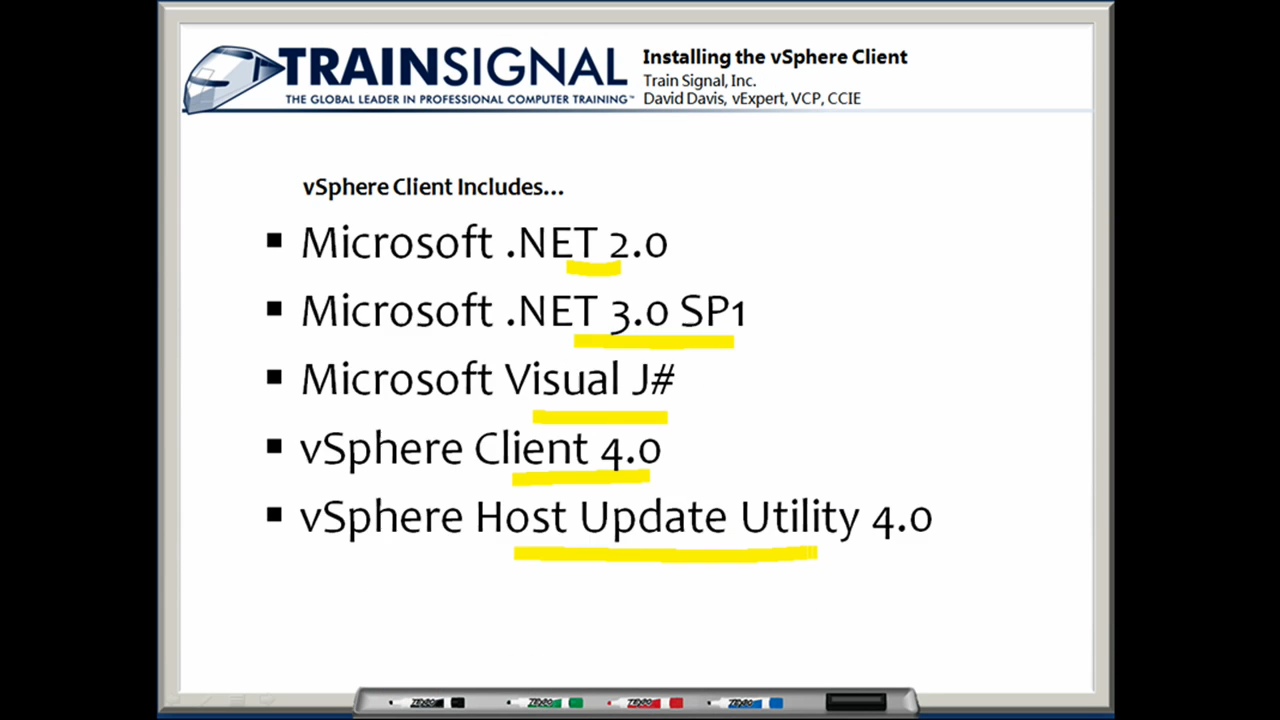 TRAINSIGNAL
THE GLOBAL LEADER IN PROFESSIONAL COMPUTER TRAINING™
Installing the vSphere Client
Train Signal, Inc.
David Davis, vExpert, VCP, CCIE
vSphere Client Includes...
▪ Microsoft .NET 2.0
▪ Microsoft .NET 3.0 SP1
▪ Microsoft Visual J#
▪ vSphere Client 4.0
▪ vSphere Host Update Utility 4.0